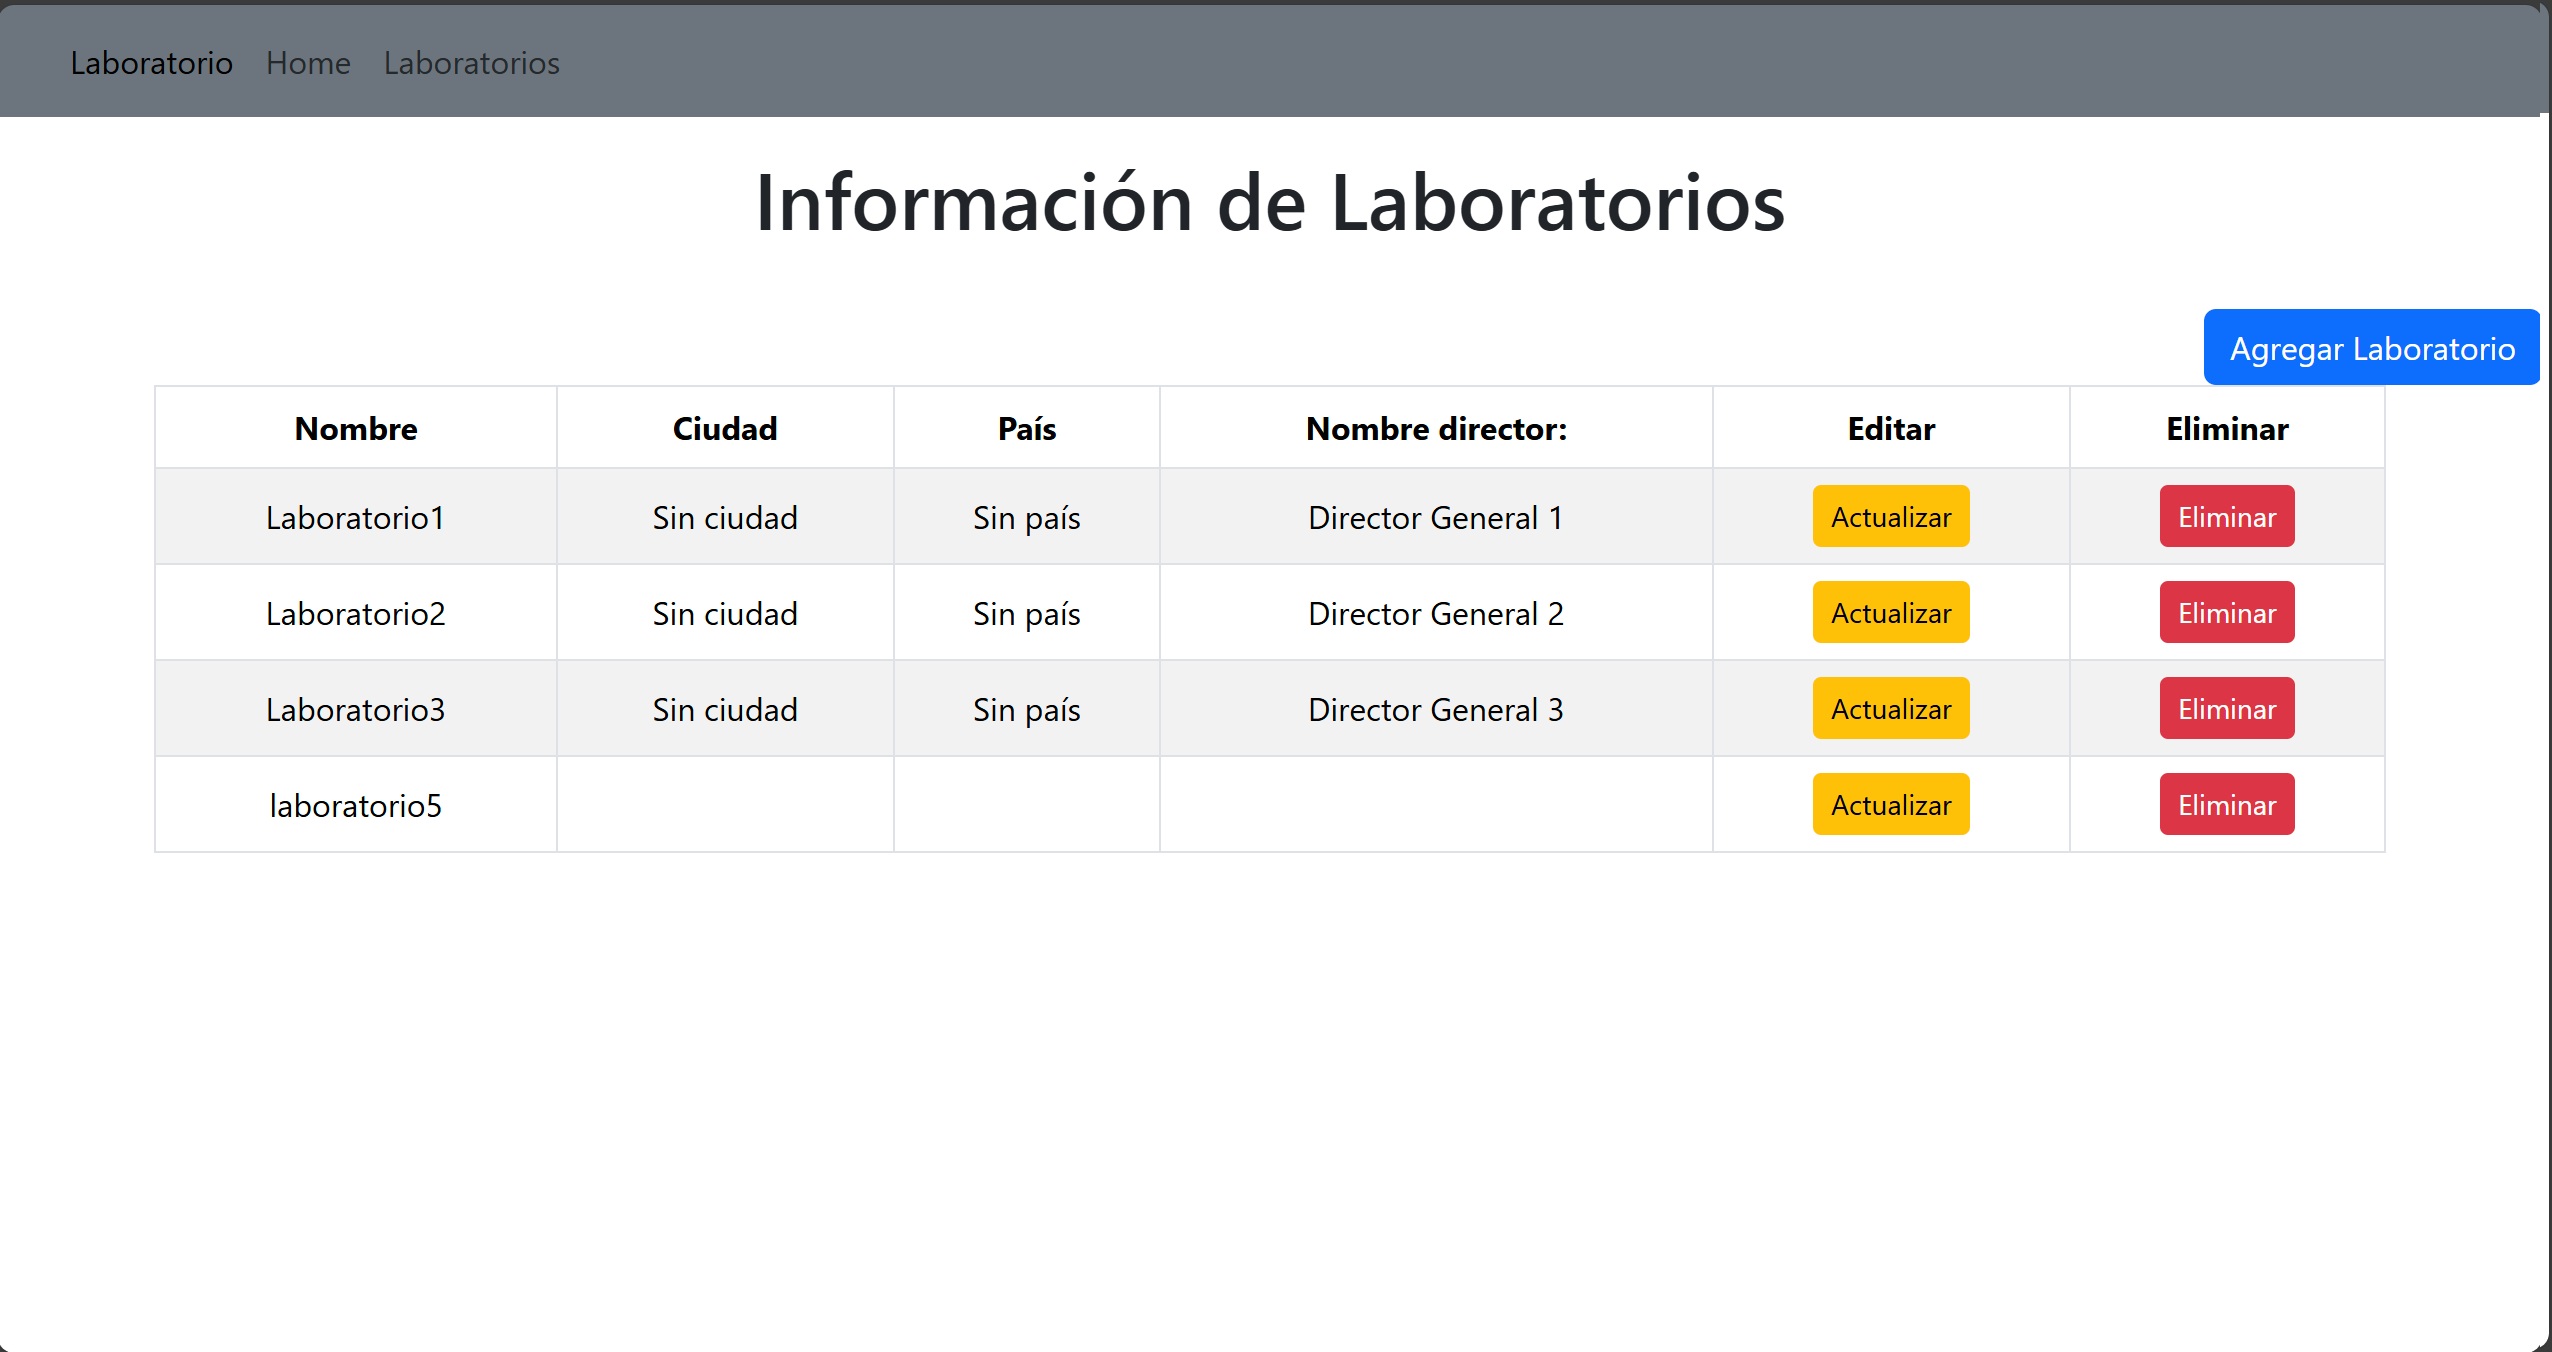 Laboratorio Home Laboratorios
Información de Laboratorios
Agregar Laboratorio
Nombre Ciudad País Nombre director: Editar Eliminar
Laboratorio1 Sin ciudad Sin país Director General 1 Actualizar Eliminar
Laboratorio2 Sin ciudad Sin país Director General 2 Actualizar Eliminar
Laboratorio3 Sin ciudad Sin país Director General 3 Actualizar Eliminar
laboratorio5 Actualizar Eliminar